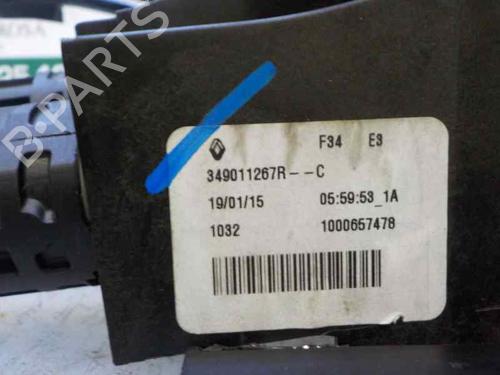 F34 E3
349011267R--C
19/01/15 05:59:53_1A
1032 1000657478
B-PARTS